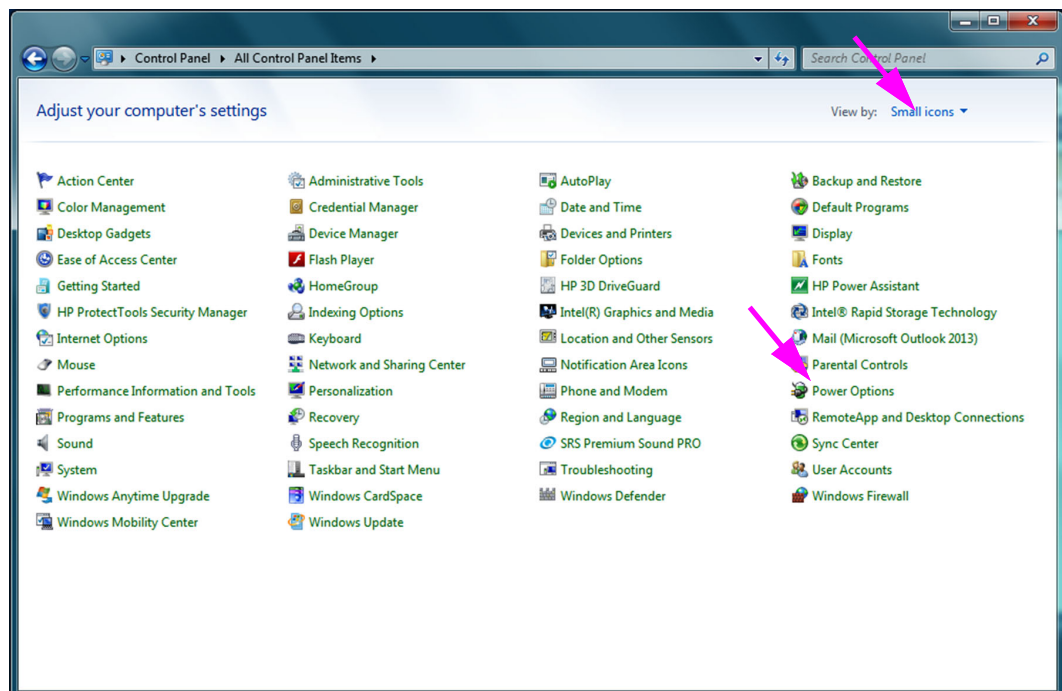 Control Panel All Control Panel Items Search Control Panel
Adjust your computer's settings View by: Small icons
Action Center Administrative Tools AutoPlay Backup and Restore
Color Management Credential Manager Date and Time Default Programs
Desktop Gadgets Device Manager Devices and Printers Display
Ease of Access Center Flash Player Folder Options Fonts
Getting Started HomeGroup HP 3D DriveGuard HP Power Assistant
HP ProtectTools Security Manager Indexing Options Intel(R) Graphics and Media Intel® Rapid Storage Technology
Internet Options Keyboard Location and Other Sensors Mail (Microsoft Outlook 2013)
Mouse Network and Sharing Center Notification Area Icons Parental Controls
Performance Information and Tools Personalization Phone and Modem Power Options
Programs and Features Recovery Region and Language RemoteApp and Desktop Connections
Sound Speech Recognition SRS Premium Sound PRO Sync Center
System Taskbar and Start Menu Troubleshooting User Accounts
Windows Anytime Upgrade Windows CardSpace Windows Defender Windows Firewall
Windows Mobility Center Windows Update